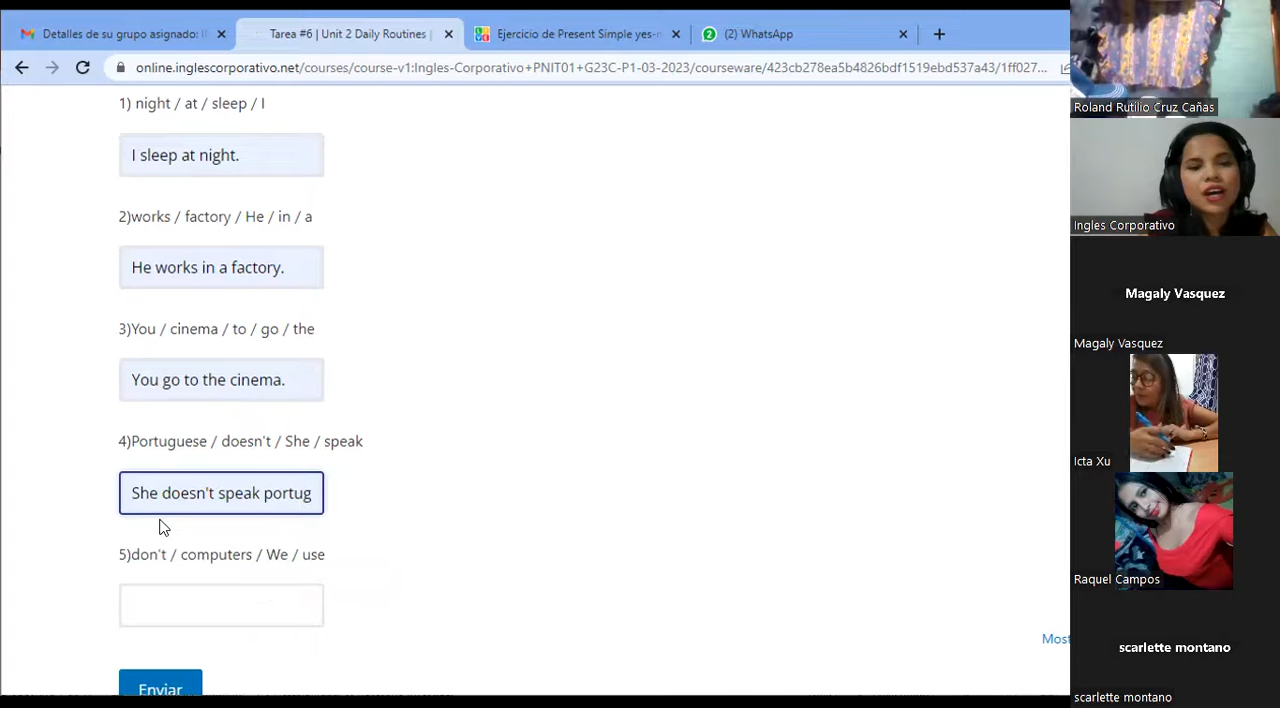 Detalles de su grupo asignado: I
Tarea #6 | Unit 2 Daily Routines |
Ejercicio de Present Simple yes-n
2
(2) WhatsApp
online.inglescorporativo.net/courses/course-v1:Ingles-Corporativo+PNIT01+G23C-P1-03-2023/courseware/423cb278ea5b4826bdf1519ebd537a43/1ff027...
1) night / at / sleep / I
I sleep at night.
2)works / factory / He / in / a
He works in a factory.
3)You / cinema / to / go / the
You go to the cinema.
4)Portuguese / doesn't / She / speak
She doesn't speak portug
5)don't / computers / We / use
Most
Enviar
Roland Rutilio Cruz Cañas
Ingles Corporativo
Magaly Vasquez
Magaly Vasquez
Icta Xu
Raquel Campos
scarlette montano
scarlette montano